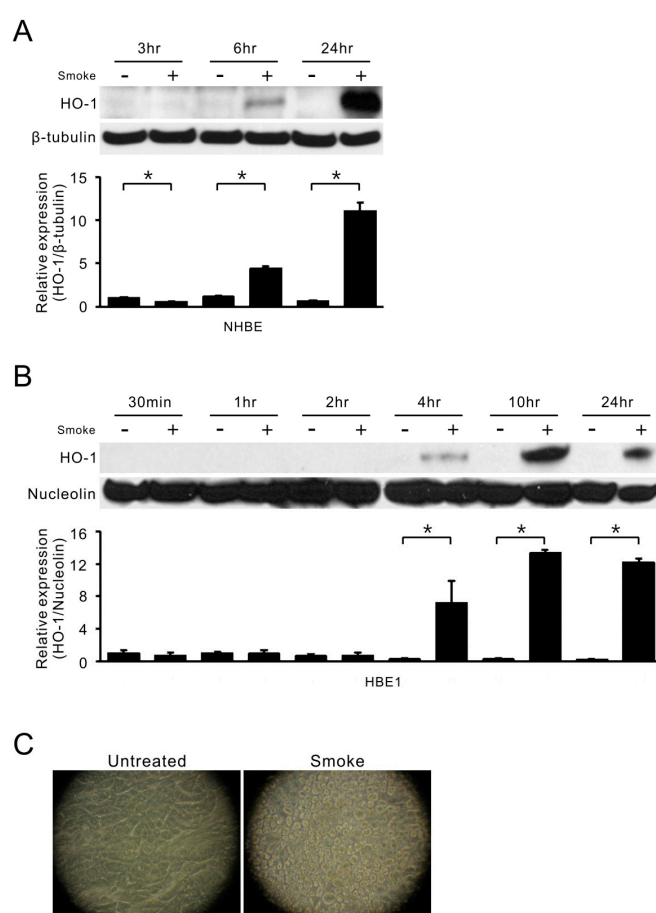 A
3hr 6hr 24hr
Smoke - + - + - +
HO-1
β-tubulin
Relative expression
(HO-1/β-tubulin)
15
10
5
0
* * *
NHBE
B
30min 1hr 2hr 4hr 10hr 24hr
Smoke - + - + - + - + - + - +
HO-1
Nucleolin
Relative expression
(HO-1/Nucleolin)
16
12
8
4
0
* * *
HBE1
C
Untreated Smoke